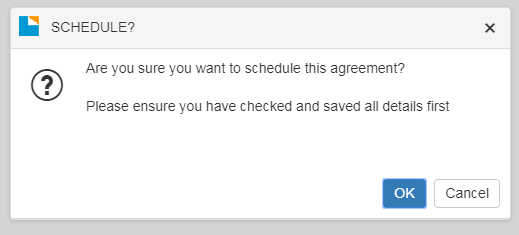 SCHEDULE?
Are you sure you want to schedule this agreement?
Please ensure you have checked and saved all details first
OK Cancel